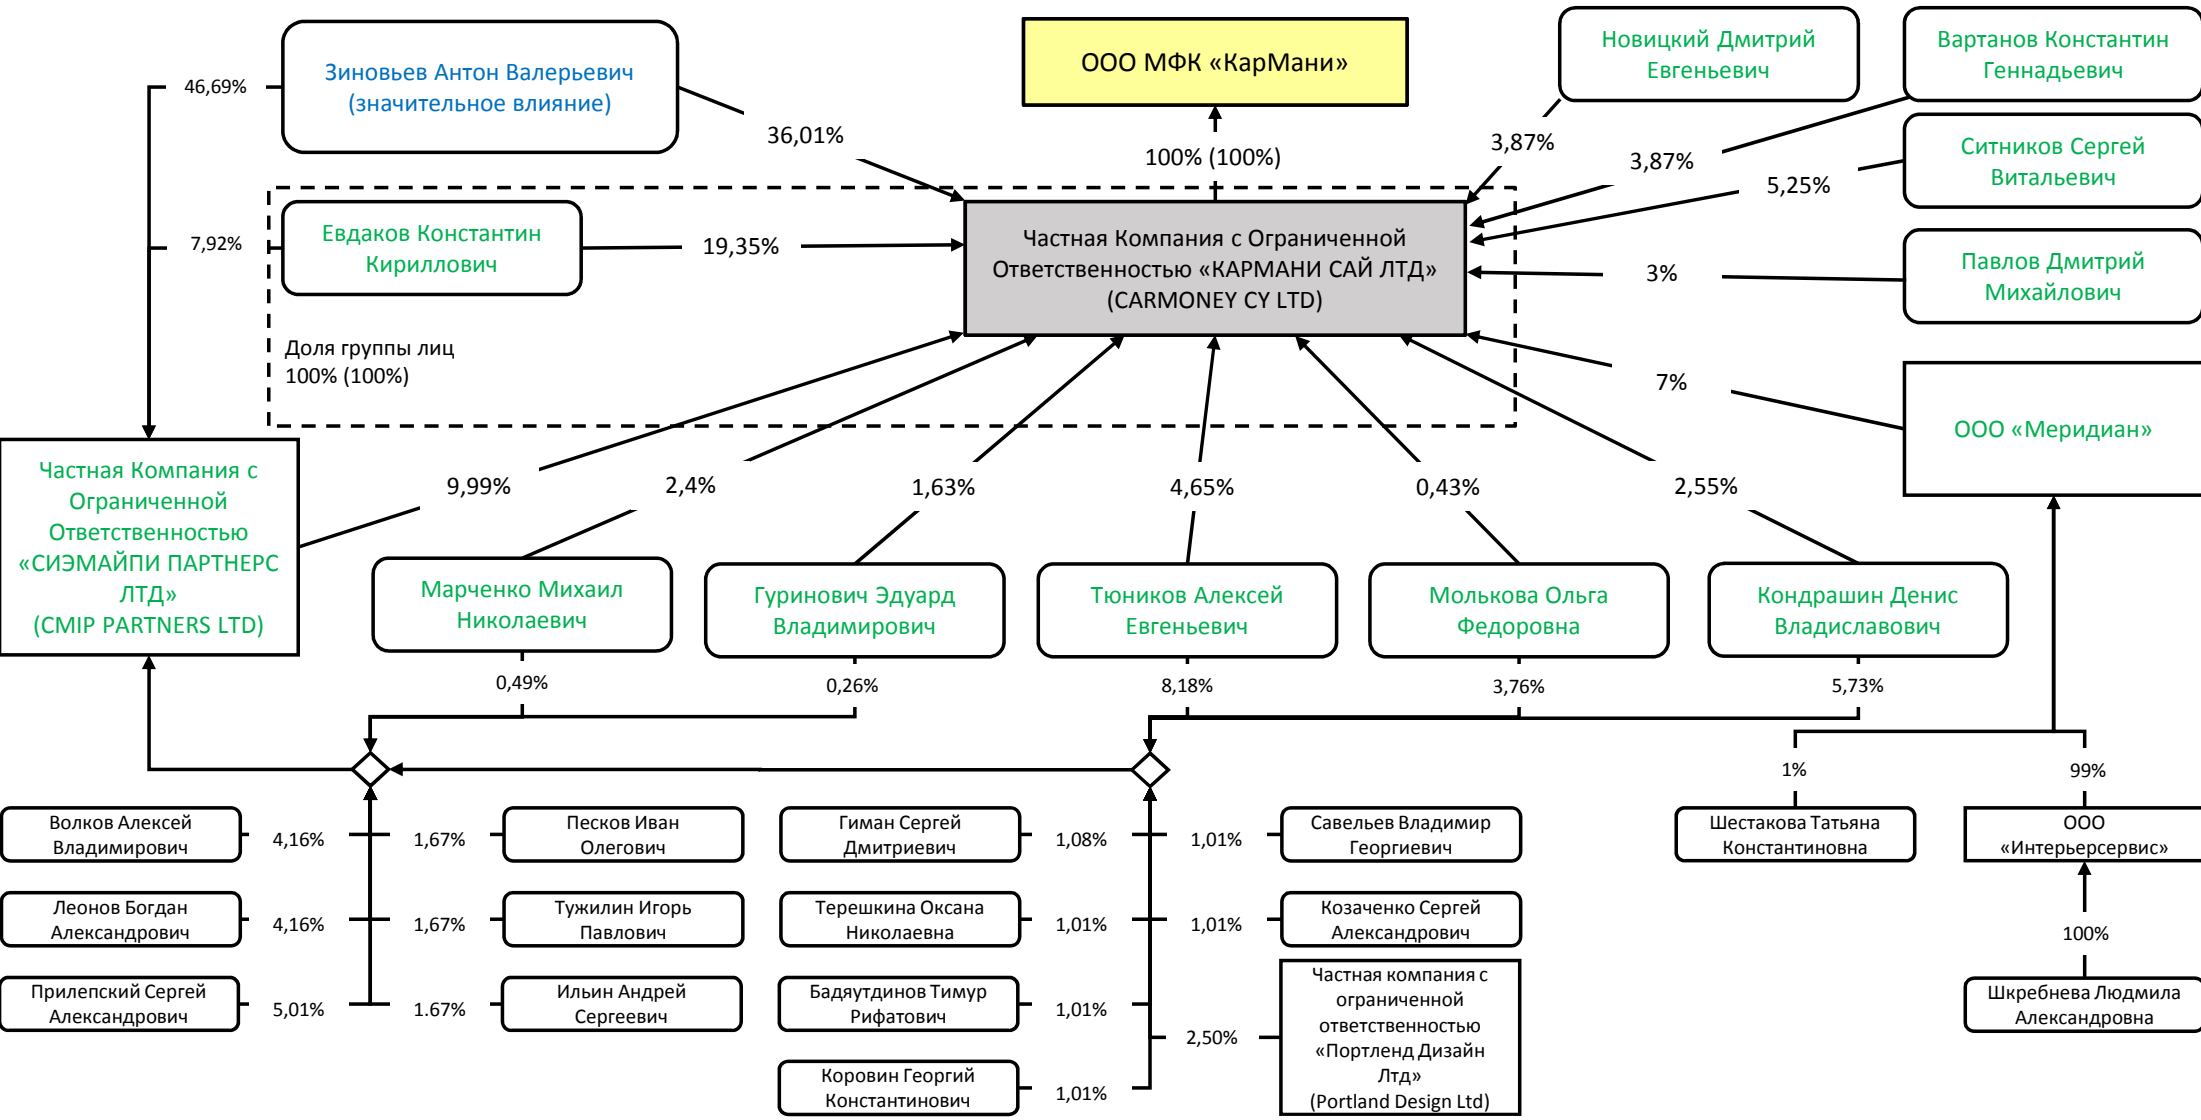 46,69%
Зиновьев Антон Валерьевич
(значительное влияние)
36,01%
ООО МФК «КарМани»
100% (100%)
Новицкий Дмитрий
Евгеньевич
3,87%
Вартанов Константин
Геннадьевич
3,87%
Ситников Сергей
Витальевич
5,25%
7,92%
Евдаков Константин
Кириллович
19,35%
Частная Компания с Ограниченной
Ответственностью «КАРМАНИ САЙ ЛТД»
(CARMONEY CY LTD)
3%
Павлов Дмитрий
Михайлович
Доля группы лиц
100% (100%)
7%
ООО «Меридиан»
Частная Компания с
Ограниченной
Ответственностью
«СИЭМАЙПИ ПАРТНЕРС
ЛТД»
(CMIP PARTNERS LTD)
9,99%
2,4%
1,63%
4,65%
0,43%
2,55%
Марченко Михаил
Николаевич
Гуринович Эдуард
Владимирович
Тюников Алексей
Евгеньевич
Молькова Ольга
Федоровна
Кондрашин Денис
Владиславович
0,49%
0,26%
8,18%
3,76%
5,73%
1%
99%
Волков Алексей
Владимирович
4,16%
1,67%
Песков Иван
Олегович
Гиман Сергей
Дмитриевич
1,08%
1,01%
Савельев Владимир
Георгиевич
Шестакова Татьяна
Константиновна
ООО
«Интерьерсервис»
Леонов Богдан
Александрович
4,16%
1,67%
Тужилин Игорь
Павлович
Терешкина Оксана
Николаевна
1,01%
1,01%
Козаченко Сергей
Александрович
100%
Прилепский Сергей
Александрович
5,01%
1.67%
Ильин Андрей
Сергеевич
Бадяутдинов Тимур
Рифатович
1,01%
2,50%
Частная компания с
ограниченной
ответственностью
«Портленд Дизайн
Лтд»
(Portland Design Ltd)
Шкребнева Людмила
Александровна
Коровин Георгий
Константинович
1,01%